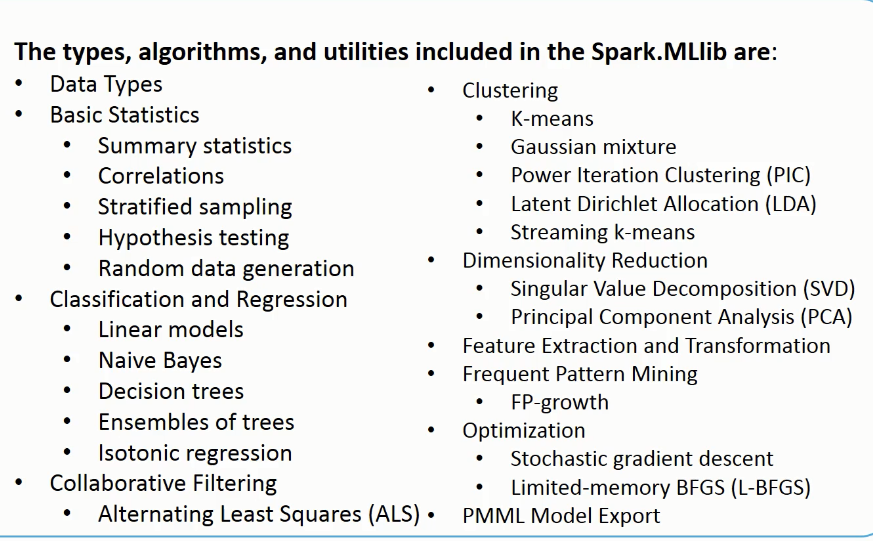 The types, algorithms, and utilities included in the Spark.MLlib are:
• Data Types
• Basic Statistics
• Summary statistics
• Correlations
• Stratified sampling
• Hypothesis testing
• Random data generation
• Classification and Regression
• Linear models
• Naive Bayes
• Decision trees
• Ensembles of trees
• Isotonic regression
• Collaborative Filtering
• Alternating Least Squares (ALS)
• Clustering
• K-means
• Gaussian mixture
• Power Iteration Clustering (PIC)
• Latent Dirichlet Allocation (LDA)
• Streaming k-means
• Dimensionality Reduction
• Singular Value Decomposition (SVD)
• Principal Component Analysis (PCA)
• Feature Extraction and Transformation
• Frequent Pattern Mining
• FP-growth
• Optimization
• Stochastic gradient descent
• Limited-memory BFGS (L-BFGS)
• PMML Model Export